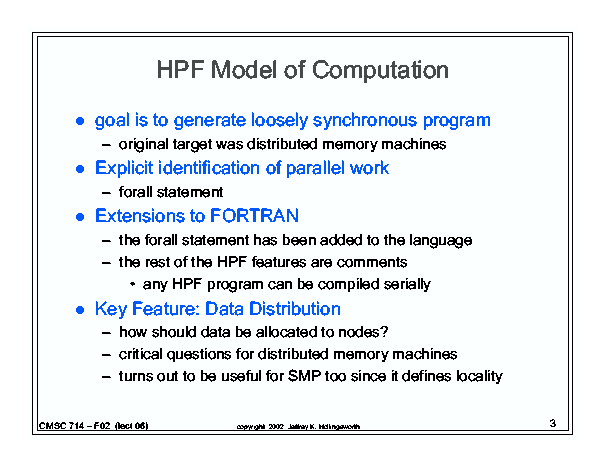 HPF Model of Computation
● goal is to generate loosely synchronous program
– original target was distributed memory machines
● Explicit identification of parallel work
– forall statement
● Extensions to FORTRAN
– the forall statement has been added to the language
– the rest of the HPF features are comments
• any HPF program can be compiled serially
● Key Feature: Data Distribution
– how should data be allocated to nodes?
– critical questions for distributed memory machines
– turns out to be useful for SMP too since it defines locality
CMSC 714 – F02 (lect 06)
copyright 2002 Jeffrey K. Hollingsworth
3